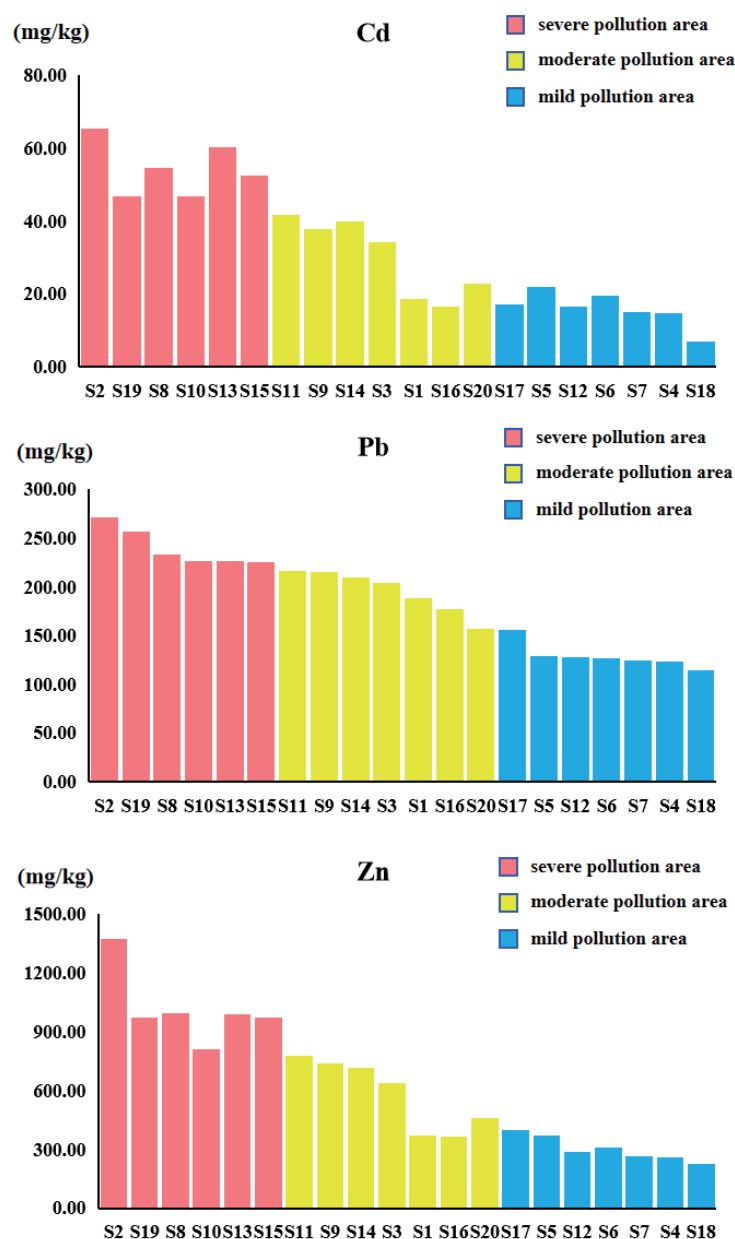 (mg/kg)
Cd
severe pollution area
moderate pollution area
mild pollution area
80.00
60.00
40.00
20.00
0.00
S2 S19 S8 S10 S13 S15 S11 S9 S14 S3 S1 S16 S20 S17 S5 S12 S6 S7 S4 S18
(mg/kg)
Pb
severe pollution area
moderate pollution area
mild pollution area
300.00
250.00
200.00
150.00
100.00
50.00
0.00
S2 S19 S8 S10 S13 S15 S11 S9 S14 S3 S1 S16 S20 S17 S5 S12 S6 S7 S4 S18
(mg/kg)
Zn
severe pollution area
moderate pollution area
mild pollution area
1500.00
1200.00
900.00
600.00
300.00
0.00
S2 S19 S8 S10 S13 S15 S11 S9 S14 S3 S1 S16 S20 S17 S5 S12 S6 S7 S4 S18